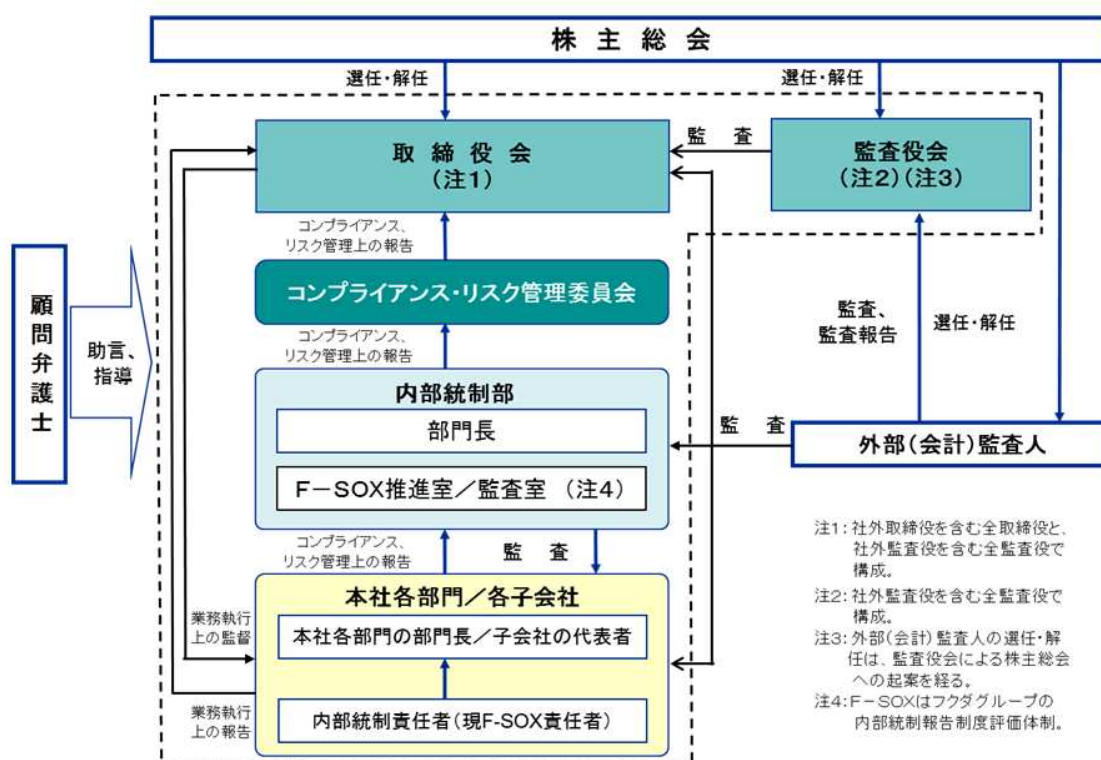 株主総会
選任・解任
選任・解任
取締役会
(注1)
監 査
監査役会
(注2)(注3)
コンプライアンス、
リスク管理上の報告
コンプライアンス・リスク管理委員会
顧問弁護士
助言、
指導
監査、
監査報告
選任・解任
コンプライアンス、
リスク管理上の報告
内部統制部
部門長
F-SOX推進室/監査室 (注4)
監 査
外部(会計)監査人
コンプライアンス、
リスク管理上の報告
監 査
本社各部門/各子会社
本社各部門の部門長/子会社の代表者
内部統制責任者(現F-SOX責任者)
業務執行
上の監督
業務執行
上の報告
注1:社外取締役を含む全取締役と、
社外監査役を含む全監査役で
構成。
注2:社外監査役を含む全監査役で
構成。
注3:外部(会計)監査人の選任・解
任は、監査役会による株主総会
への起案を経る。
注4:F-SOXはフクダグループの
内部統制報告制度評価体制。